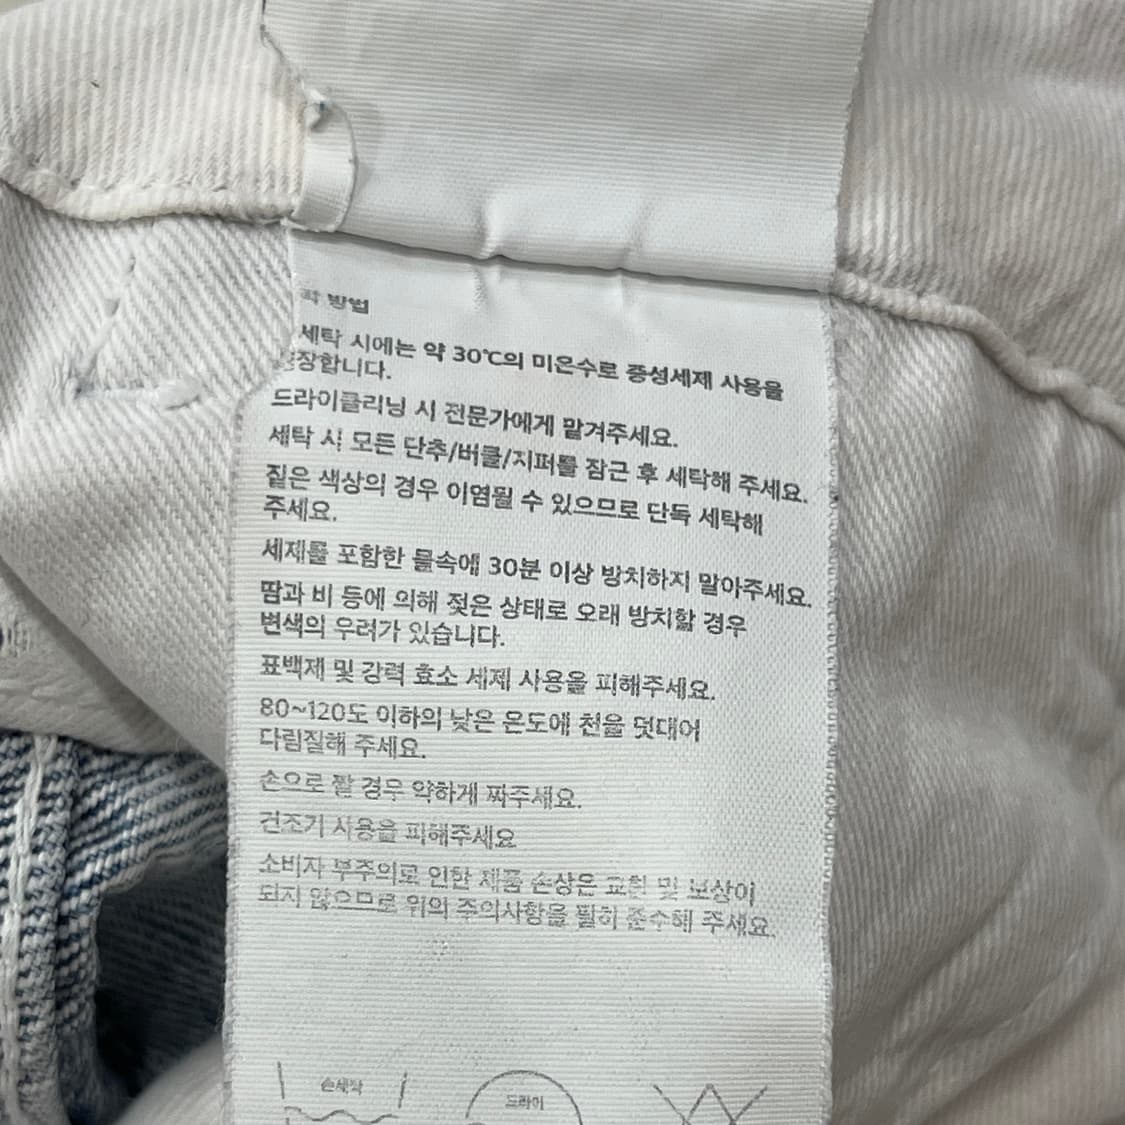 방법
세탁 시에는 약 30℃의 미온수로 중성세제 사용을
장합니다.
드라이클리닝 시 전문가에게 맡겨주세요.
세탁 시 모든 단추/버클/지퍼를 잠근 후 세탁해 주세요.
짙은 색상의 경우 이염될 수 있으므로 단독 세탁해
주세요.
세제를 포함한 물속에 30분 이상 방치하지 말아주세요.
땀과 비 등에 의해 젖은 상태로 오래 방치할 경우
변색의 우려가 있습니다.
표백제 및 강력 효소 세제 사용을 피해주세요.
80~120도 이하의 낮은 온도에 천을 덧대어
다림질해 주세요.
손으로 짤 경우 약하게 짜주세요.
건조기 사용을 피해주세요
소비자 부주의로 인한 제품 손상은 교환 및 보상이
되지 않으므로 위의 주의사항을 필히 준수해 주세요.
손세탁 드라이